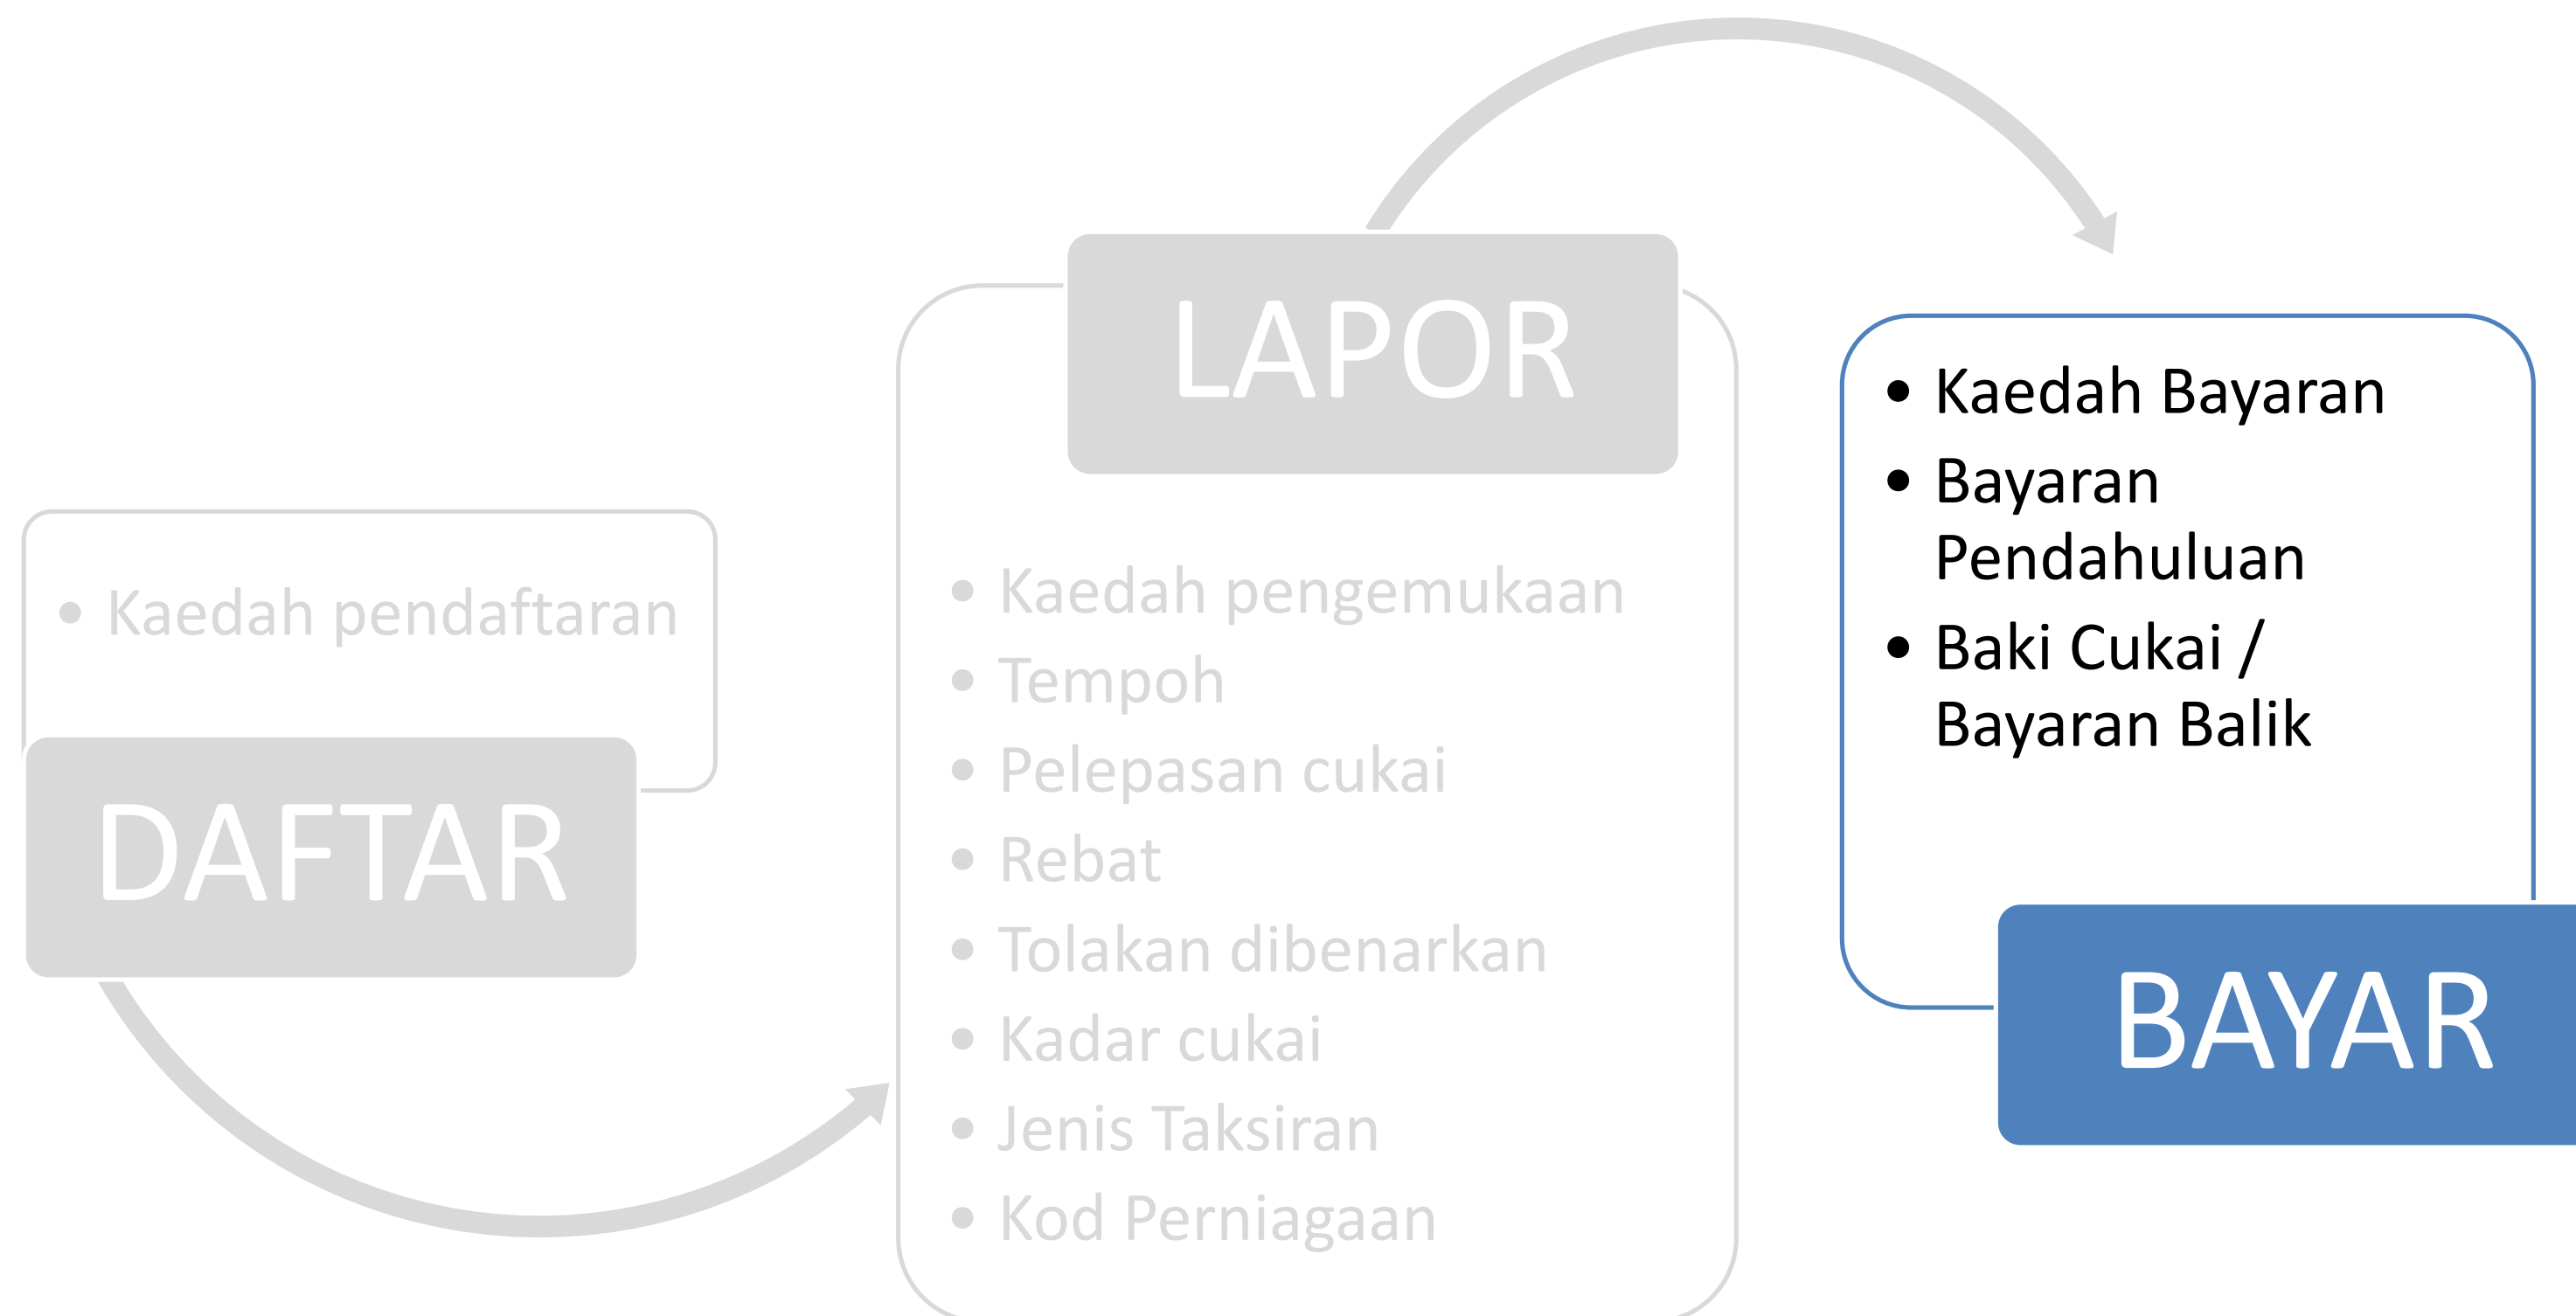 • Kaedah pendaftaran
DAFTAR
LAPOR
• Kaedah pengemukaan
• Tempoh
• Pelepasan cukai
• Rebat
• Tolakan dibenarkan
• Kadar cukai
• Jenis Taksiran
• Kod Perniagaan
• Kaedah Bayaran
• Bayaran
Pendahuluan
• Baki Cukai /
Bayaran Balik
BAYAR